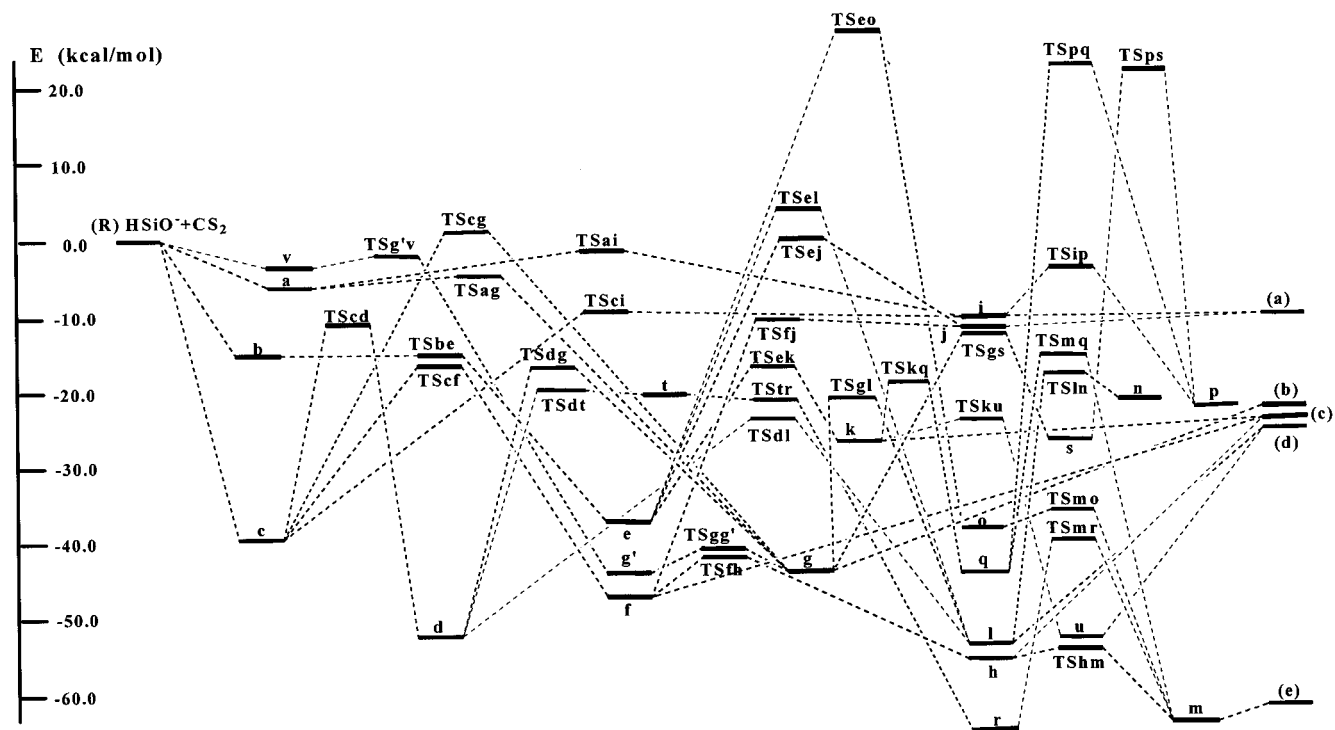 TSeo
E (kcal/mol)
TSpq
TSps
20.0
10.0
TSel
(R) HSiO⁻+CS₂
TScg
0.0
TSg'v
TSai
TSej
TSip
v
a
TSag
TSci
i
(a)
-10.0
TScd
TSfj
j
TSgs
b
TSbe
TSdg
TSek
TSkq
TSmq
TScf
TSdt
t
TStr
TSgl
TSln
n
p
(b)
-20.0
TSdl
k
TSku
(c)
s
(d)
-30.0
c
e
TSmo
o
TSmr
-40.0
TSgg'
g'
TSfh
g
q
f
-50.0
d
l
u
h
TShm
-60.0
r
m
(e)